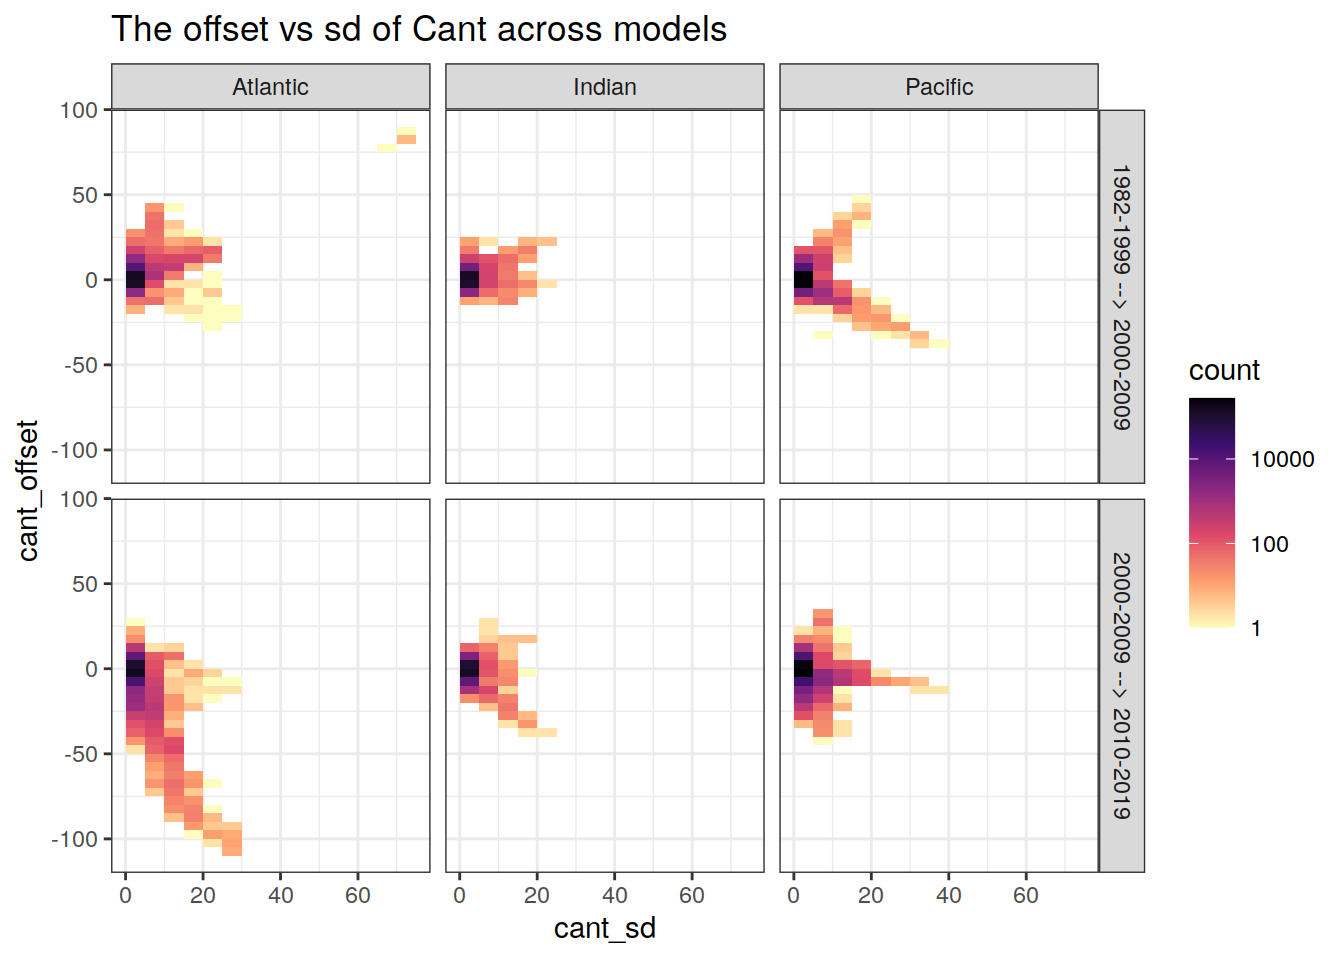 The offset vs sd of Cant across models
Atlantic
Indian
Pacific
1982-1999 --> 2000-2009
2000-2009 --> 2010-2019
cant_offset
100
50
0
-50
-100
100
50
0
-50
-100
0 20 40 60
0 20 40 60
0 20 40 60
cant_sd
count
10000
100
1